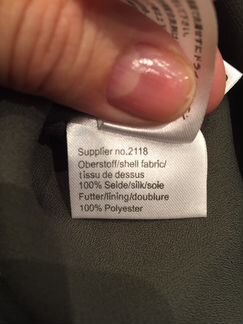 Supplier no.2118
Oberstoff/shell fabric/
tissu de dessus
100% Seide/silk/soie
Futter/lining/doublure
100% Polyester